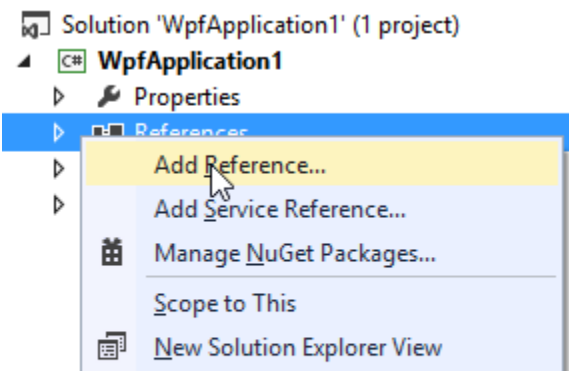 Solution 'WpfApplication1' (1 project)
C# WpfApplication1
Properties
References
Add Reference...
Add Service Reference...
Manage NuGet Packages...
Scope to This
New Solution Explorer View